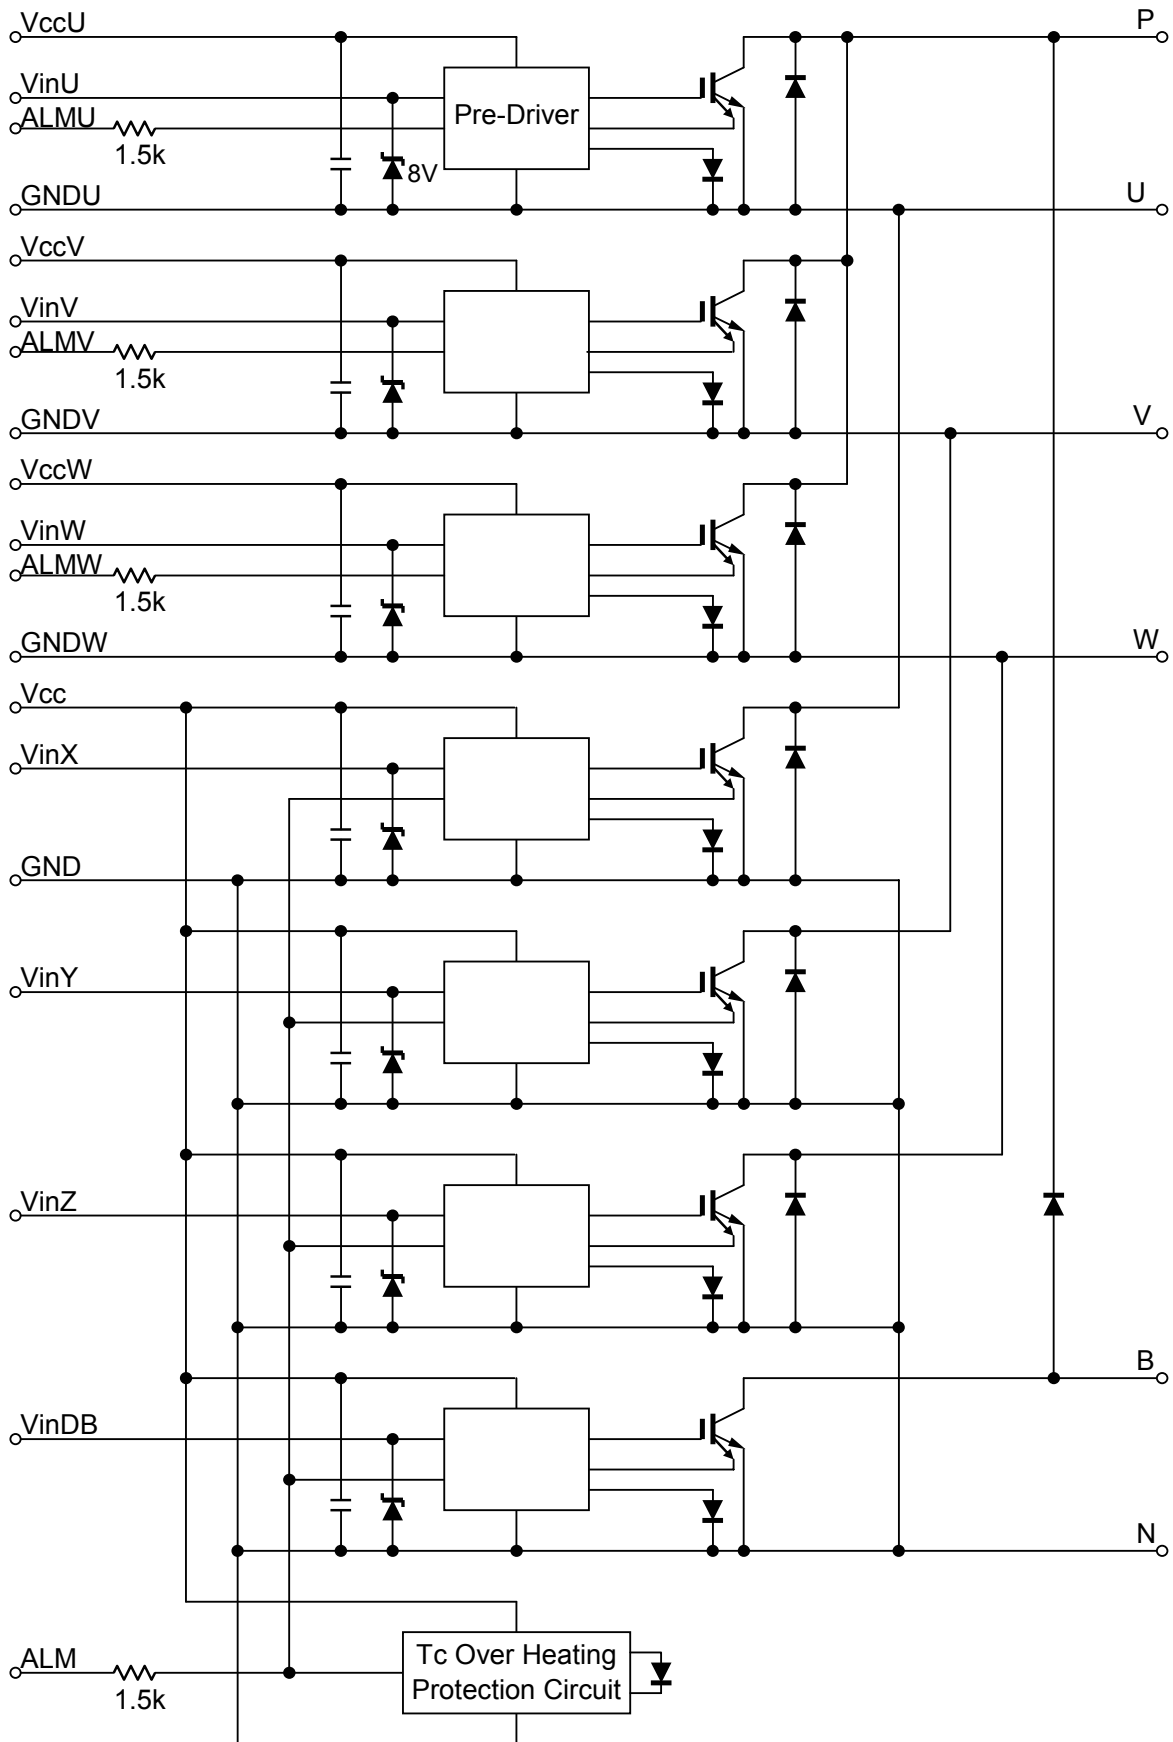 VccU
P
VinU
Pre-Driver
ALMU
1.5k
8V
GNDU
U
VccV
VinV
ALMV
1.5k
GNDV
V
VccW
VinW
ALMW
1.5k
GNDW
W
Vcc
VinX
GND
VinY
VinZ
B
VinDB
N
ALM
Tc Over Heating
Protection Circuit
1.5k